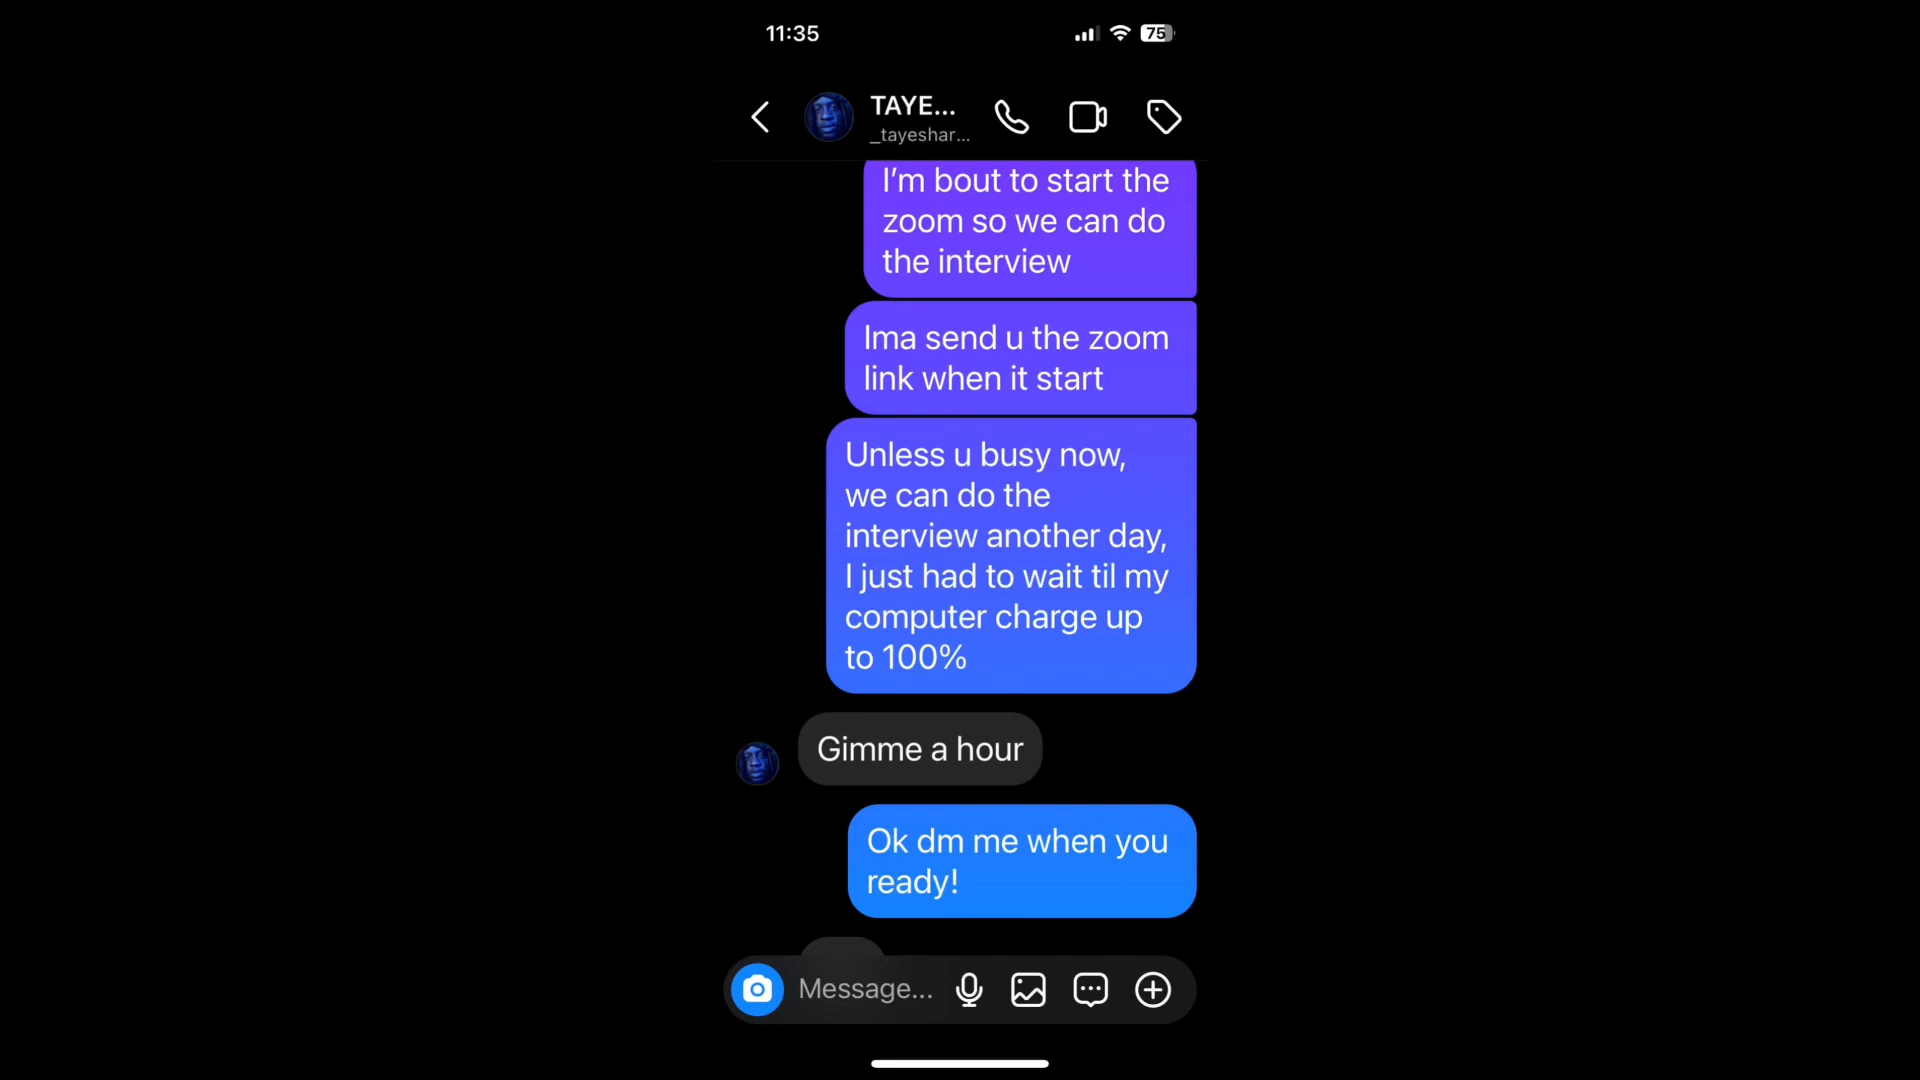 11:35
75
TAYE...
_tayeshar...
I’m bout to start the
zoom so we can do
the interview
Ima send u the zoom
link when it start
Unless u busy now,
we can do the
interview another day,
I just had to wait til my
computer charge up
to 100%
Gimme a hour
Ok dm me when you
ready!
Message...